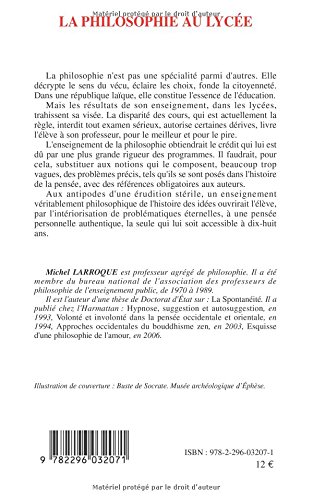 Matériel protégé par le droit d'auteur
LA PHILOSOPHIE AU LYCÉE
La philosophie n'est pas une spécialité parmi d'autres. Elle
décrypte le sens du vécu, éclaire les choix, fonde la citoyenneté.
Dans une république laïque, elle constitue l'essence de l'éducation.
Mais les résultats de son enseignement, dans les lycées,
trahissent sa visée. La disparité des cours, qui est actuellement la
règle, interdit tout examen sérieux, autorise certaines dérives, livre
l'élève à son professeur, pour le meilleur et pour le pire.
L'enseignement de la philosophie obtiendrait le crédit qui lui est
dû par une plus grande rigueur des programmes. Il faudrait, pour
cela, substituer aux notions qui les composent, beaucoup trop
vagues, des problèmes précis, tels qu'ils se sont posés dans l'histoire
de la pensée, avec des références obligatoires aux auteurs.
Aux antipodes d'une érudition stérile, un enseignement
véritablement philosophique de l'histoire des idées ouvrirait l'élève,
par l'intériorisation de problématiques éternelles, à une pensée
personnelle authentique, la seule qui lui soit accessible à dix-huit
ans.
Michel LARROQUE est professeur agrégé de philosophie. Il a été
membre du bureau national de l'association des professeurs de
philosophie de l'enseignement public, de 1970 à 1989.
Il est l'auteur d'une thèse de Doctorat d'État sur : La Spontanéité. Il a
publié chez l'Harmattan : Hypnose, suggestion et autosuggestion, en
1993, Volonté et involonté dans la pensée occidentale et orientale, en
1994, Approches occidentales du bouddhisme zen, en 2003, Esquisse
d'une philosophie de l'amour, en 2006.
Illustration de couverture : Buste de Socrate. Musée archéologique d'Éphèse.
ISBN : 978-2-296-03207-1
12 €
9 782296 032071
Matériel protégé par le droit d'auteur